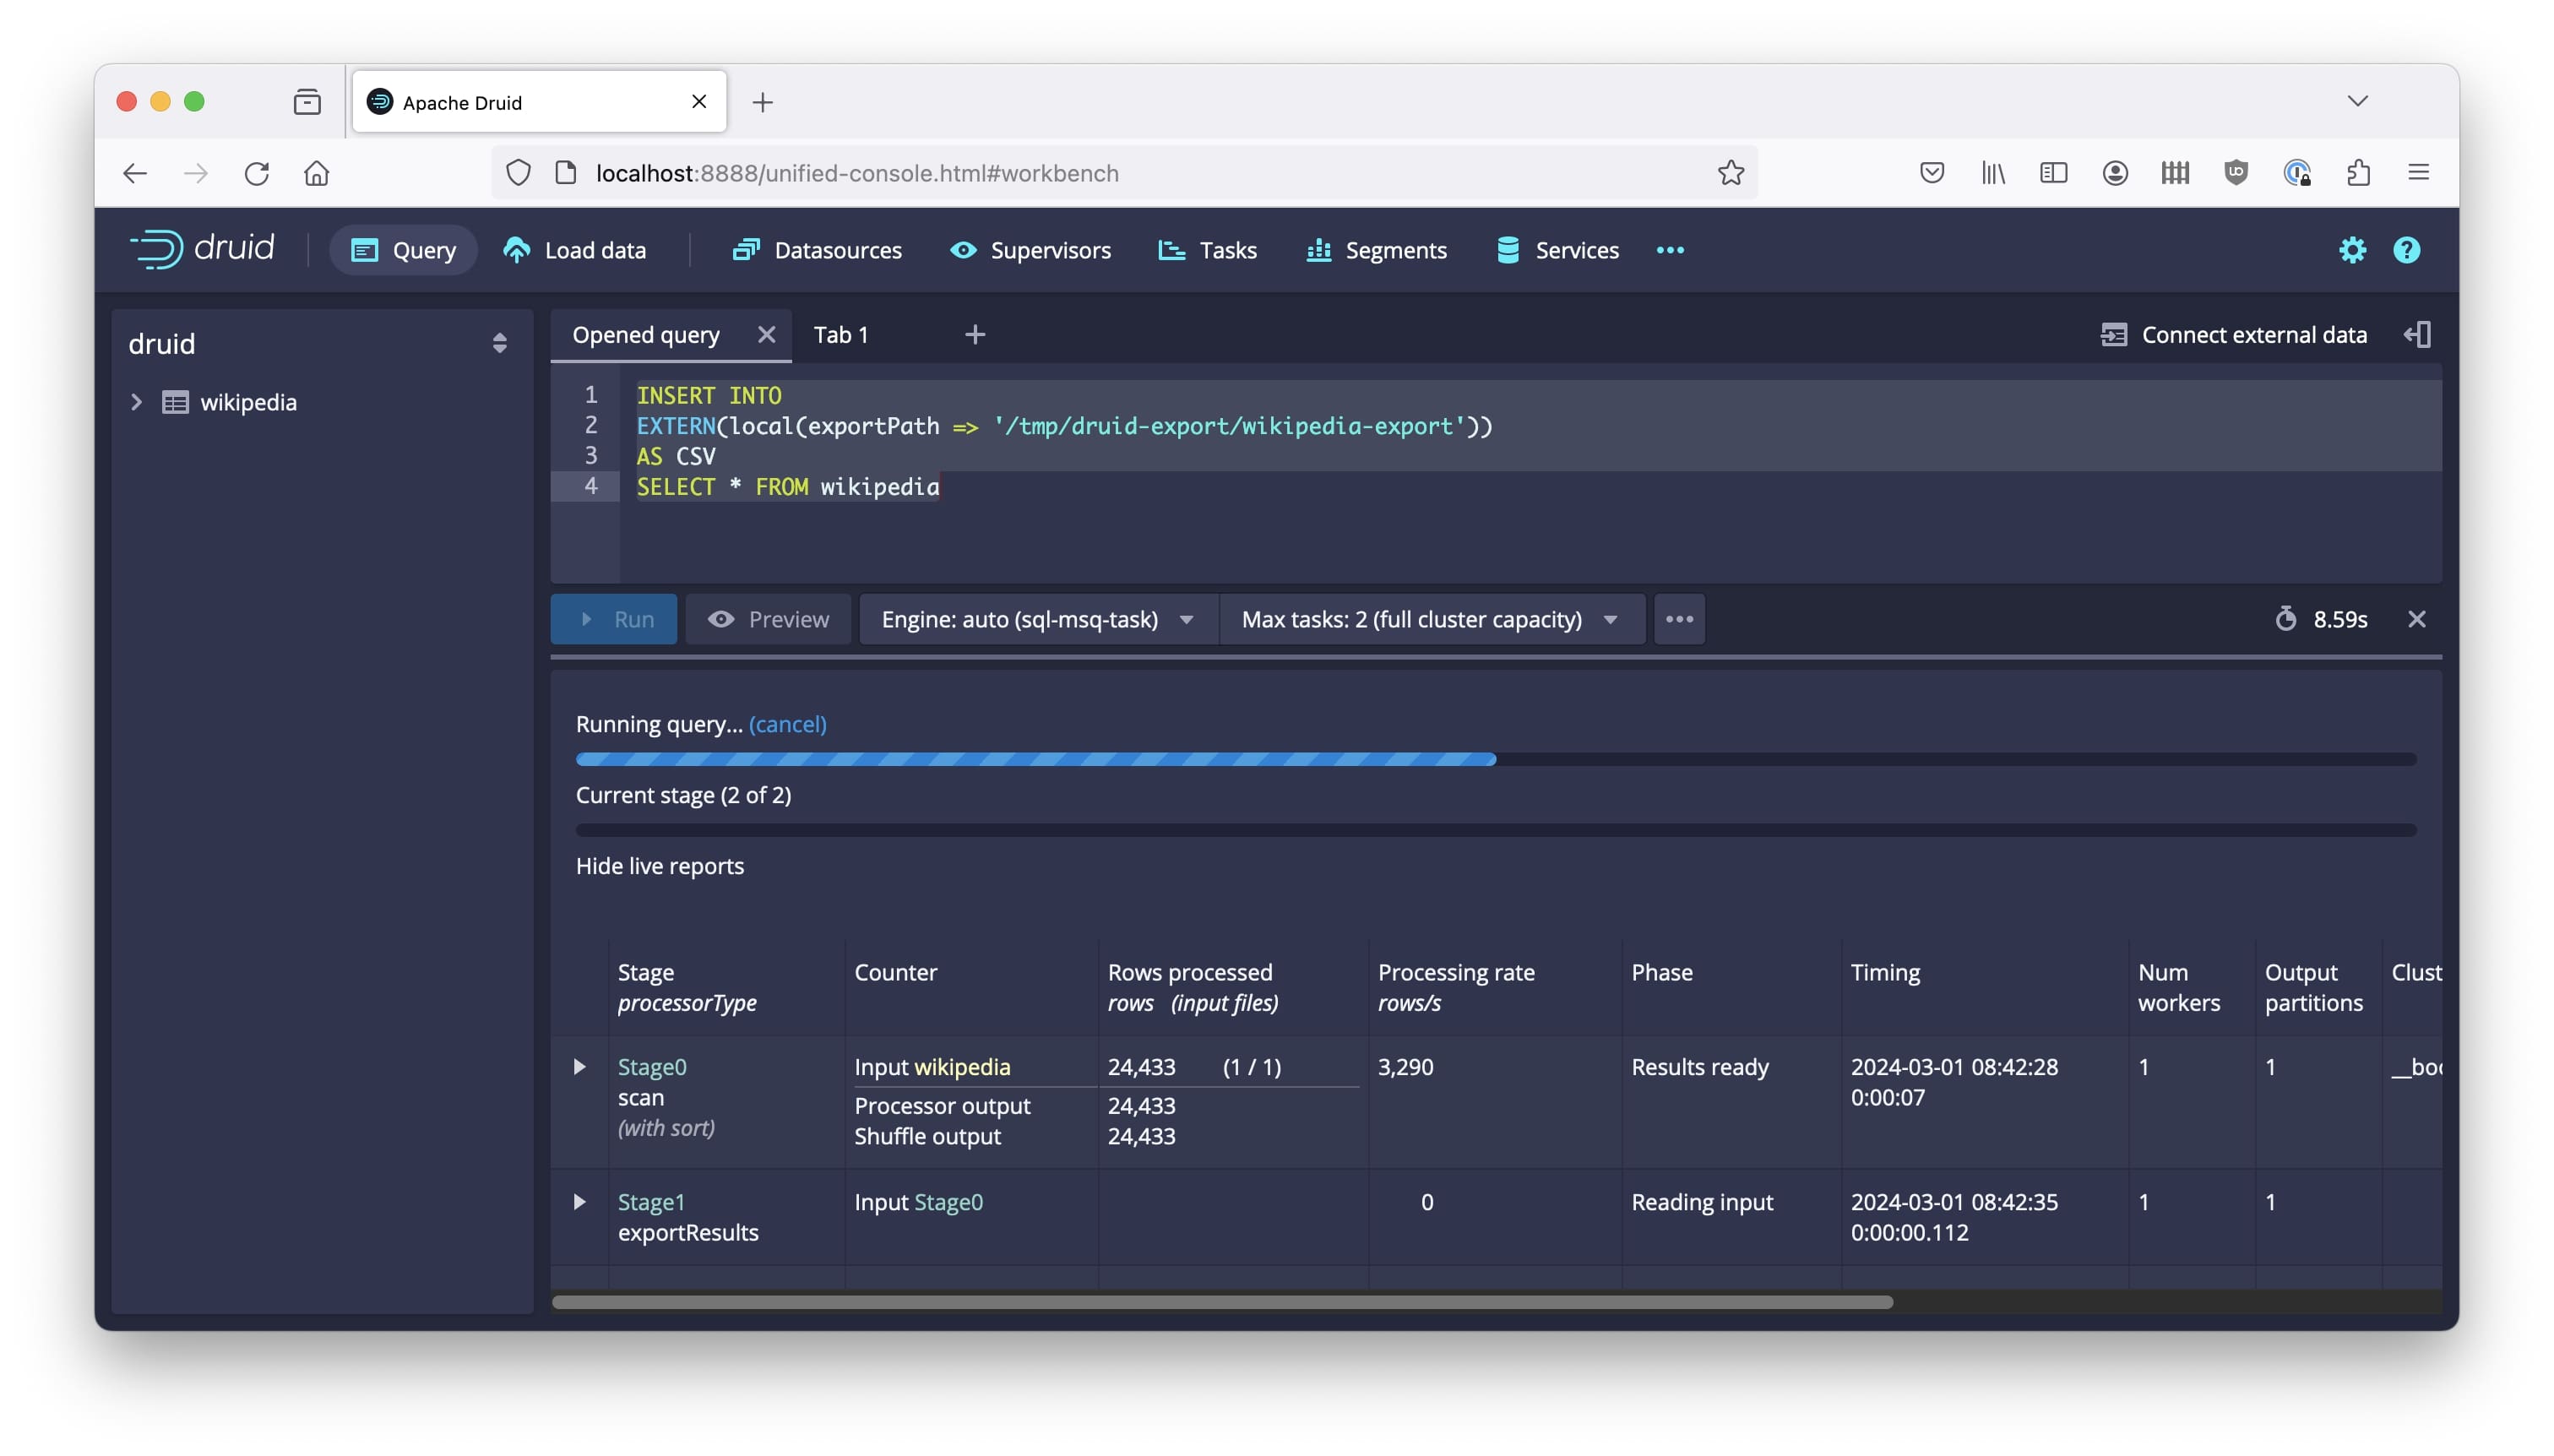 Apache Druid
localhost:8888/unified-console.html#workbench
druid Query Load data Datasources Supervisors Tasks Segments Services
druid
wikipedia
Opened query Tab 1 Connect external data
1 INSERT INTO
2 EXTERN(local(exportPath => '/tmp/druid-export/wikipedia-export'))
3 AS CSV
4 SELECT * FROM wikipedia
Run Preview Engine: auto (sql-msq-task) Max tasks: 2 (full cluster capacity) 8.59s
Running query... (cancel)
Current stage (2 of 2)
Hide live reports
Stage Counter Rows processed Processing rate Phase Timing Num Output Clust
processorType rows (input files) rows/s workers partitions
Stage0 Input wikipedia 24,433 (1 / 1) 3,290 Results ready 2024-03-01 08:42:28 1 1 __boo
scan Processor output 24,433 0:00:07
(with sort) Shuffle output 24,433
Stage1 Input Stage0 0 Reading input 2024-03-01 08:42:35 1 1
exportResults 0:00:00.112